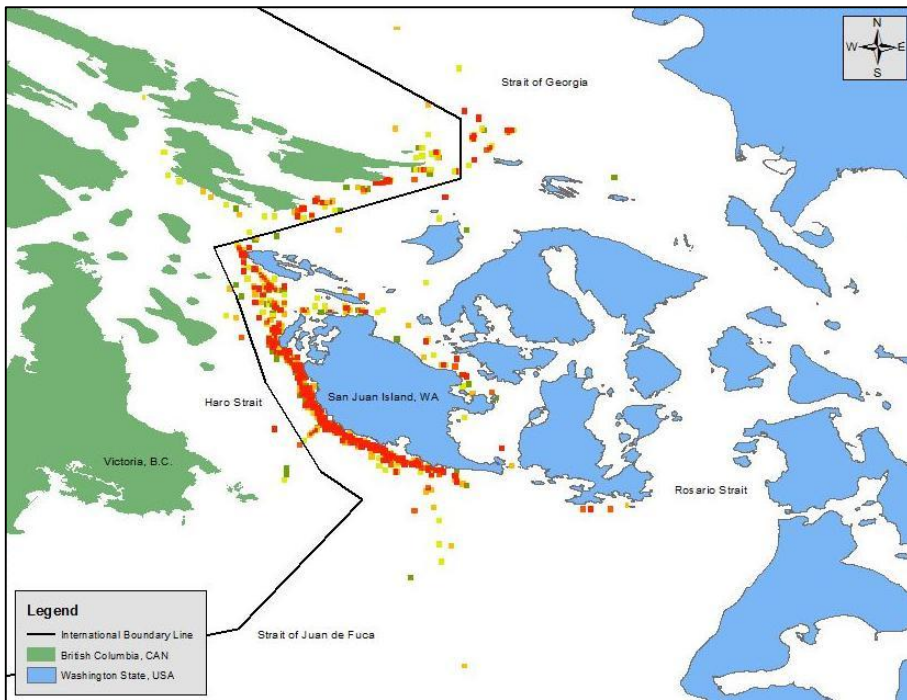 N
W E
S
Strait of Georgia
San Juan Island, WA
Haro Strait
Victoria, B.C.
Rosario Strait
Legend
International Boundary Line
British Columbia, CAN
Washington State, USA
Strait of Juan de Fuca